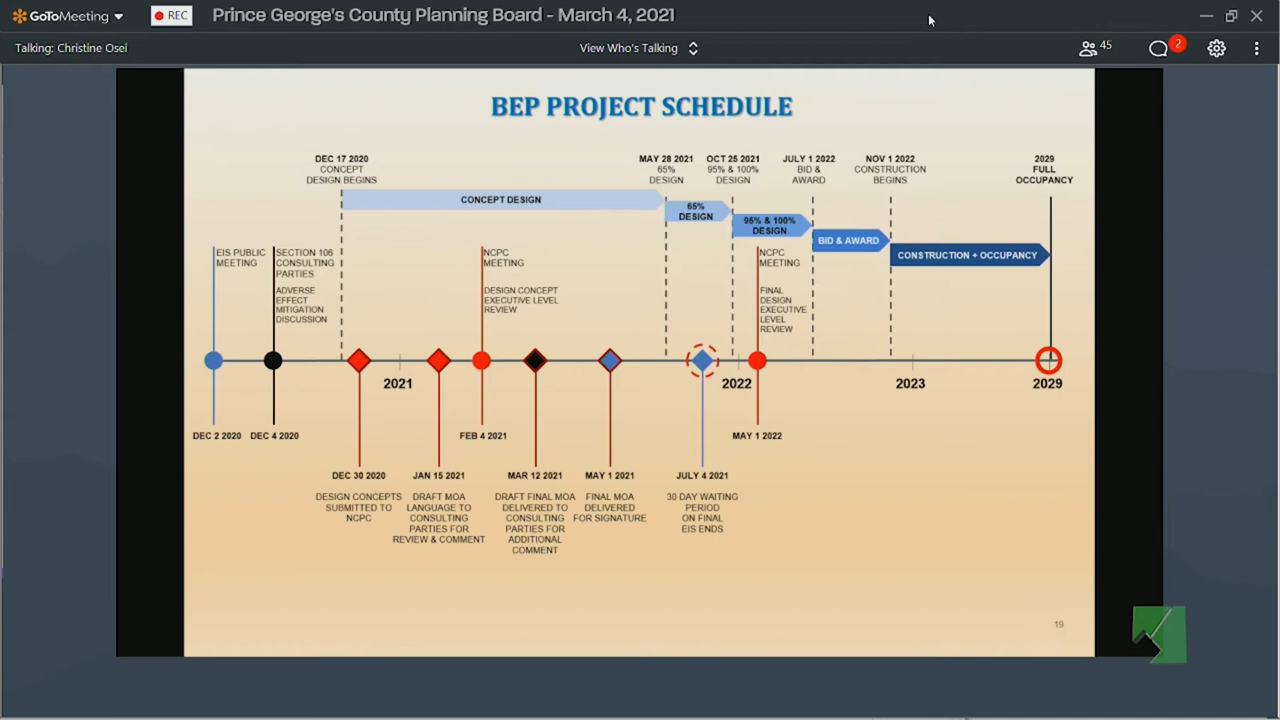 GoToMeeting
REC
Prince George's County Planning Board - March 4, 2021
Talking: Christine Osei
View Who's Talking
45
2
BEP PROJECT SCHEDULE
DEC 17 2020
CONCEPT
DESIGN BEGINS
MAY 28 2021
65%
DESIGN
OCT 25 2021
95% & 100%
DESIGN
JULY 1 2022
BID &
AWARD
NOV 1 2022
CONSTRUCTION
BEGINS
2029
FULL
OCCUPANCY
CONCEPT DESIGN
65%
DESIGN
95% & 100%
DESIGN
BID & AWARD
CONSTRUCTION + OCCUPANCY
EIS PUBLIC
MEETING
SECTION 106
CONSULTING
PARTIES
ADVERSE
EFFECT
MITIGATION
DISCUSSION
NCPC
MEETING
DESIGN CONCEPT
EXECUTIVE LEVEL
REVIEW
NCPC
MEETING
FINAL
DESIGN
EXECUTIVE
LEVEL
REVIEW
2021
2022
2023
2029
DEC 2 2020
DEC 4 2020
FEB 4 2021
MAY 1 2022
DEC 30 2020
DESIGN CONCEPTS
SUBMITTED TO
NCPC
JAN 15 2021
DRAFT MOA
LANGUAGE TO
CONSULTING
PARTIES FOR
REVIEW & COMMENT
MAR 12 2021
DRAFT FINAL MOA
DELIVERED TO
CONSULTING
PARTIES FOR
ADDITIONAL
COMMENT
MAY 1 2021
FINAL MOA
DELIVERED
FOR SIGNATURE
JULY 4 2021
30 DAY WAITING
PERIOD
ON FINAL
EIS ENDS
19